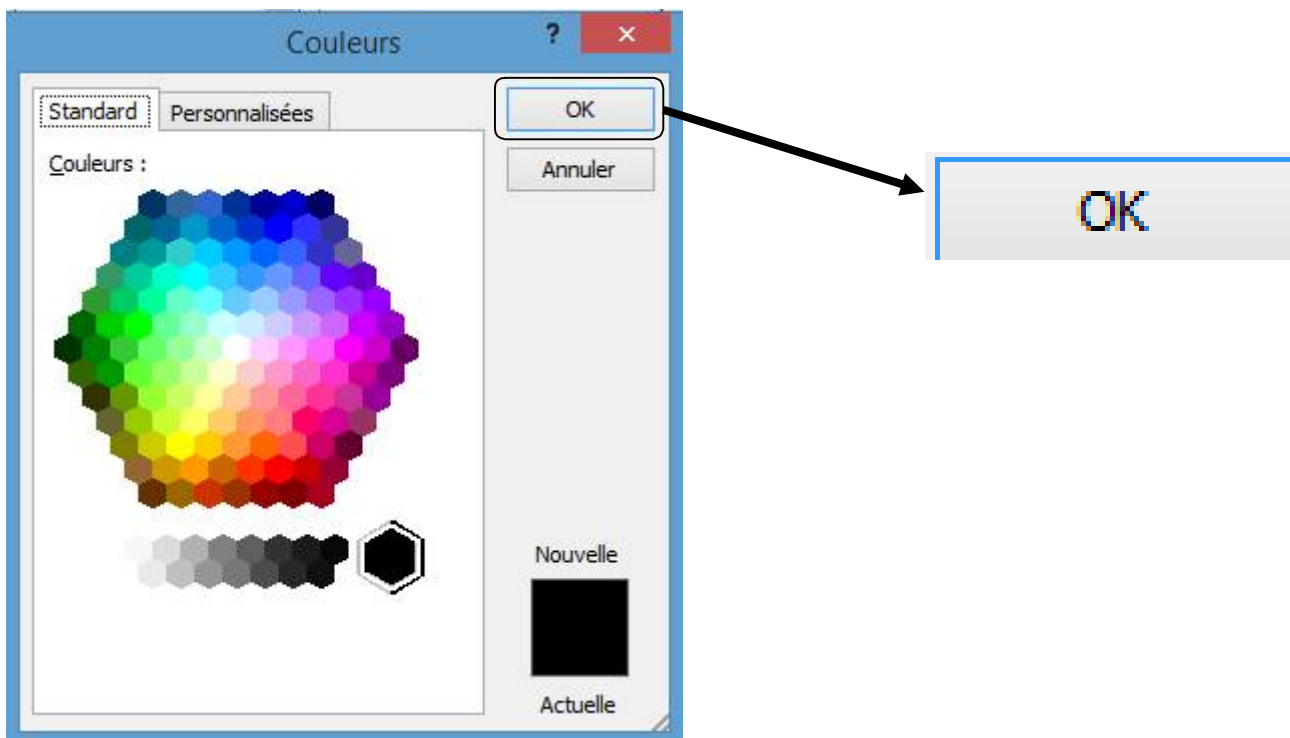 Couleurs ?
Standard Personnalisées
Couleurs :
OK
Annuler
OK
Nouvelle
Actuelle